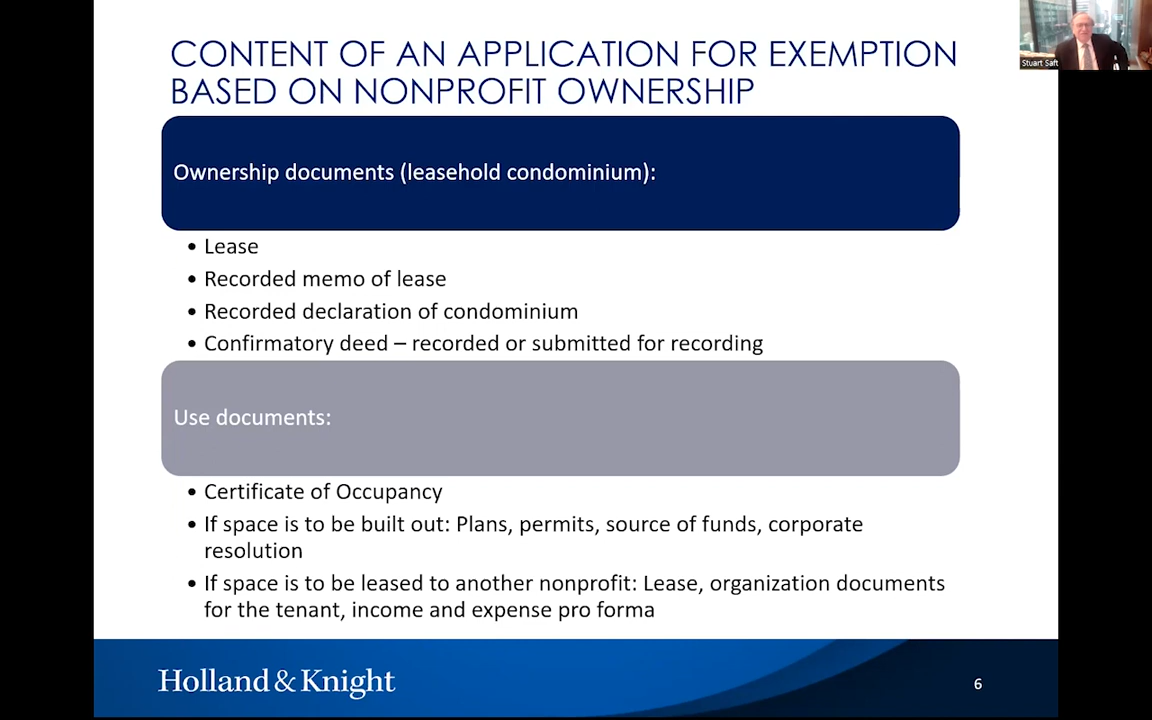 CONTENT OF AN APPLICATION FOR EXEMPTION
BASED ON NONPROFIT OWNERSHIP
Stuart Saft
Ownership documents (leasehold condominium):
• Lease
• Recorded memo of lease
• Recorded declaration of condominium
• Confirmatory deed – recorded or submitted for recording
Use documents:
• Certificate of Occupancy
• If space is to be built out: Plans, permits, source of funds, corporate
resolution
• If space is to be leased to another nonprofit: Lease, organization documents
for the tenant, income and expense pro forma
Holland & Knight
6